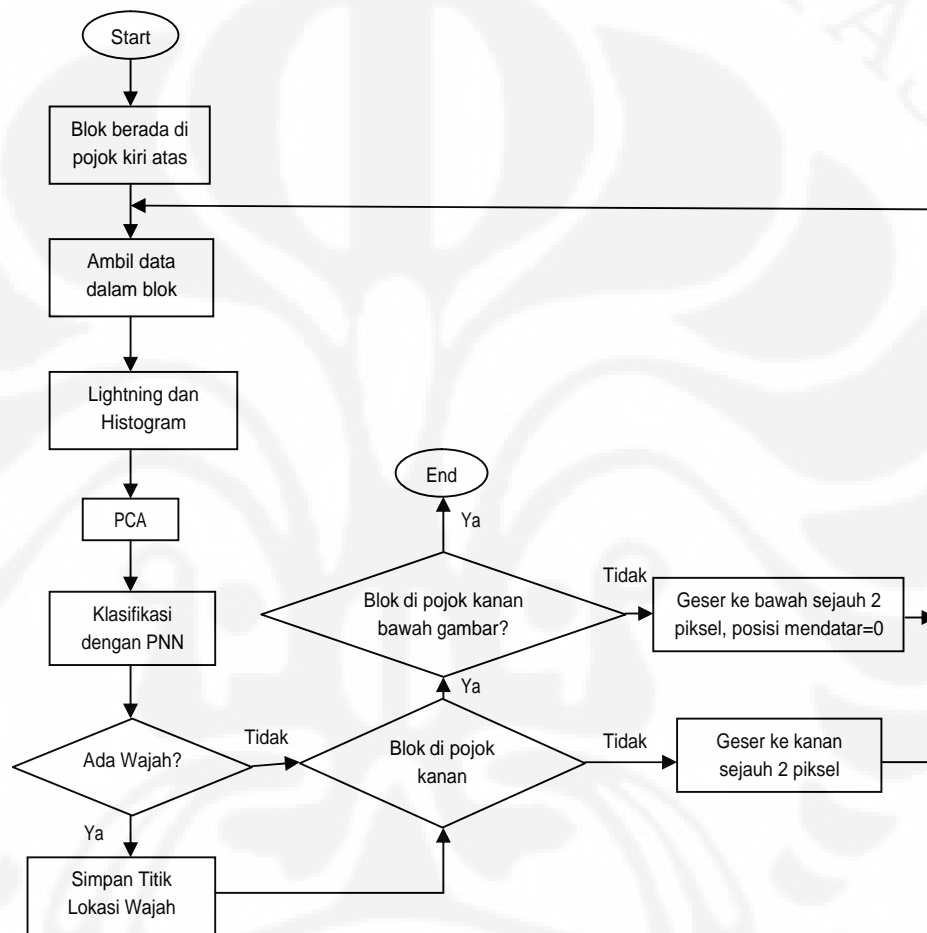 Start
Blok berada di
pojok kiri atas
Ambil data
dalam blok
Lightning dan
Histogram
PCA
Klasifikasi
dengan PNN
Ada Wajah?
Tidak
Ya
Simpan Titik
Lokasi Wajah
Blok di pojok
kanan
Tidak
Geser ke kanan
sejauh 2 piksel
Ya
Blok di pojok kanan
bawah gambar?
Tidak
Geser ke bawah sejauh 2
piksel, posisi mendatar=0
Ya
End